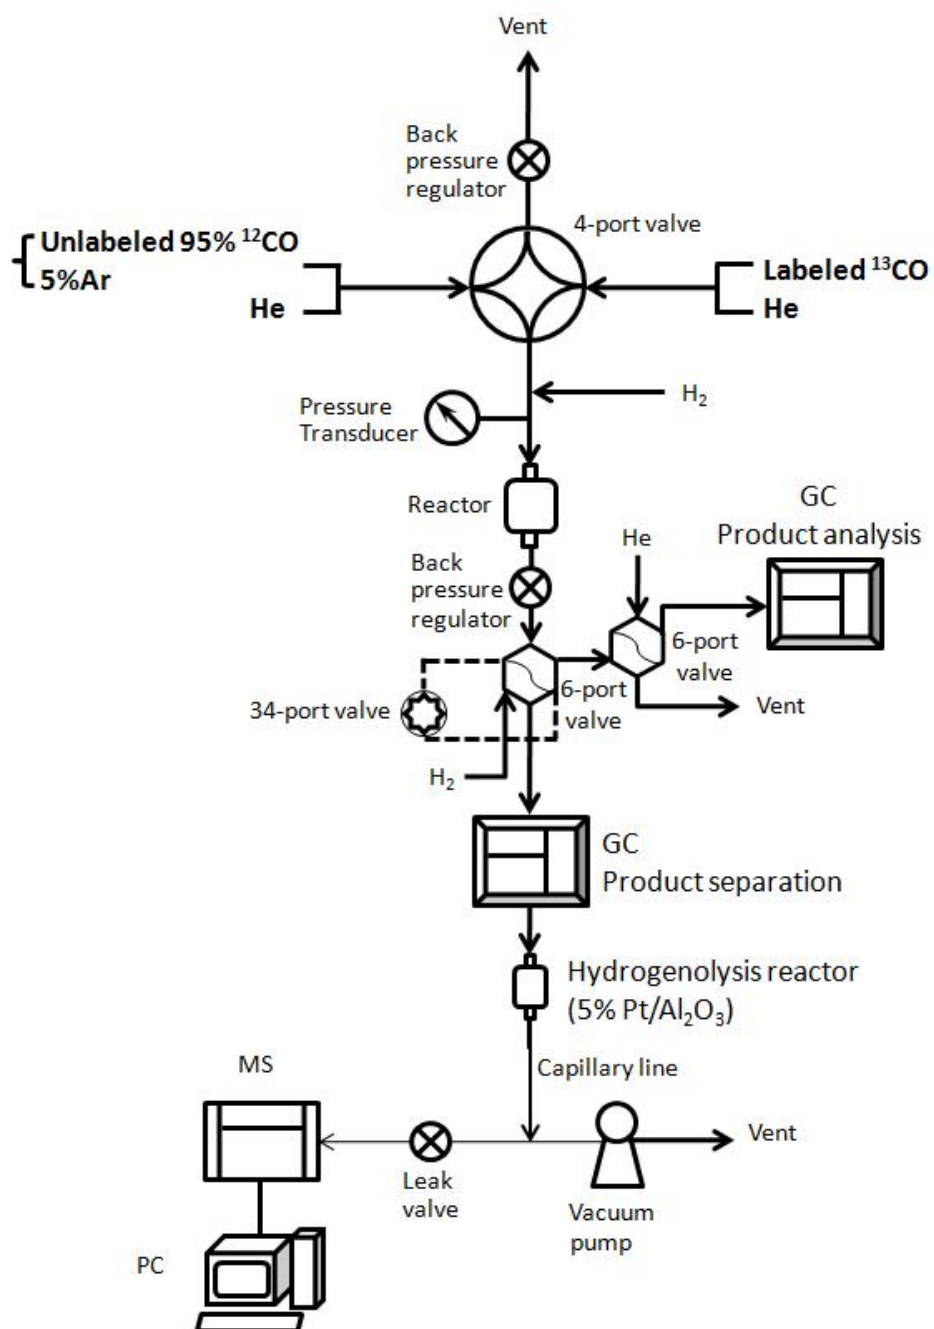 Vent
Back
pressure
regulator
4-port valve
Unlabeled 95% ¹²CO
5%Ar
He
Labeled ¹³CO
He
H₂
Pressure
Transducer
Reactor
GC
Product analysis
He
Back
pressure
regulator
6-port
valve
6-port
valve
34-port valve
Vent
H₂
GC
Product separation
Hydrogenolysis reactor
(5% Pt/Al₂O₃)
MS
Capillary line
Vent
Leak
valve
Vacuum
pump
PC